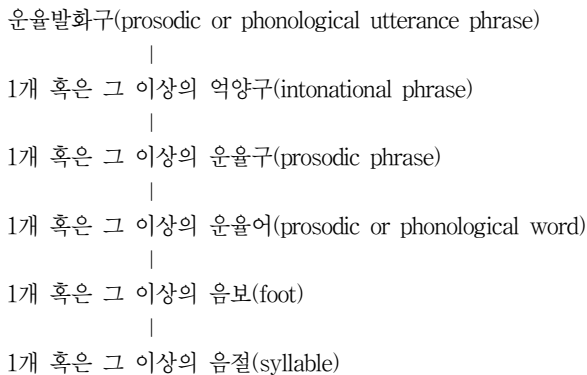 운율발화구(prosodic or phonological utterance phrase)
|
1개 혹은 그 이상의 억양구(intonational phrase)
|
1개 혹은 그 이상의 운율구(prosodic phrase)
|
1개 혹은 그 이상의 운율어(prosodic or phonological word)
|
1개 혹은 그 이상의 음보(foot)
|
1개 혹은 그 이상의 음절(syllable)